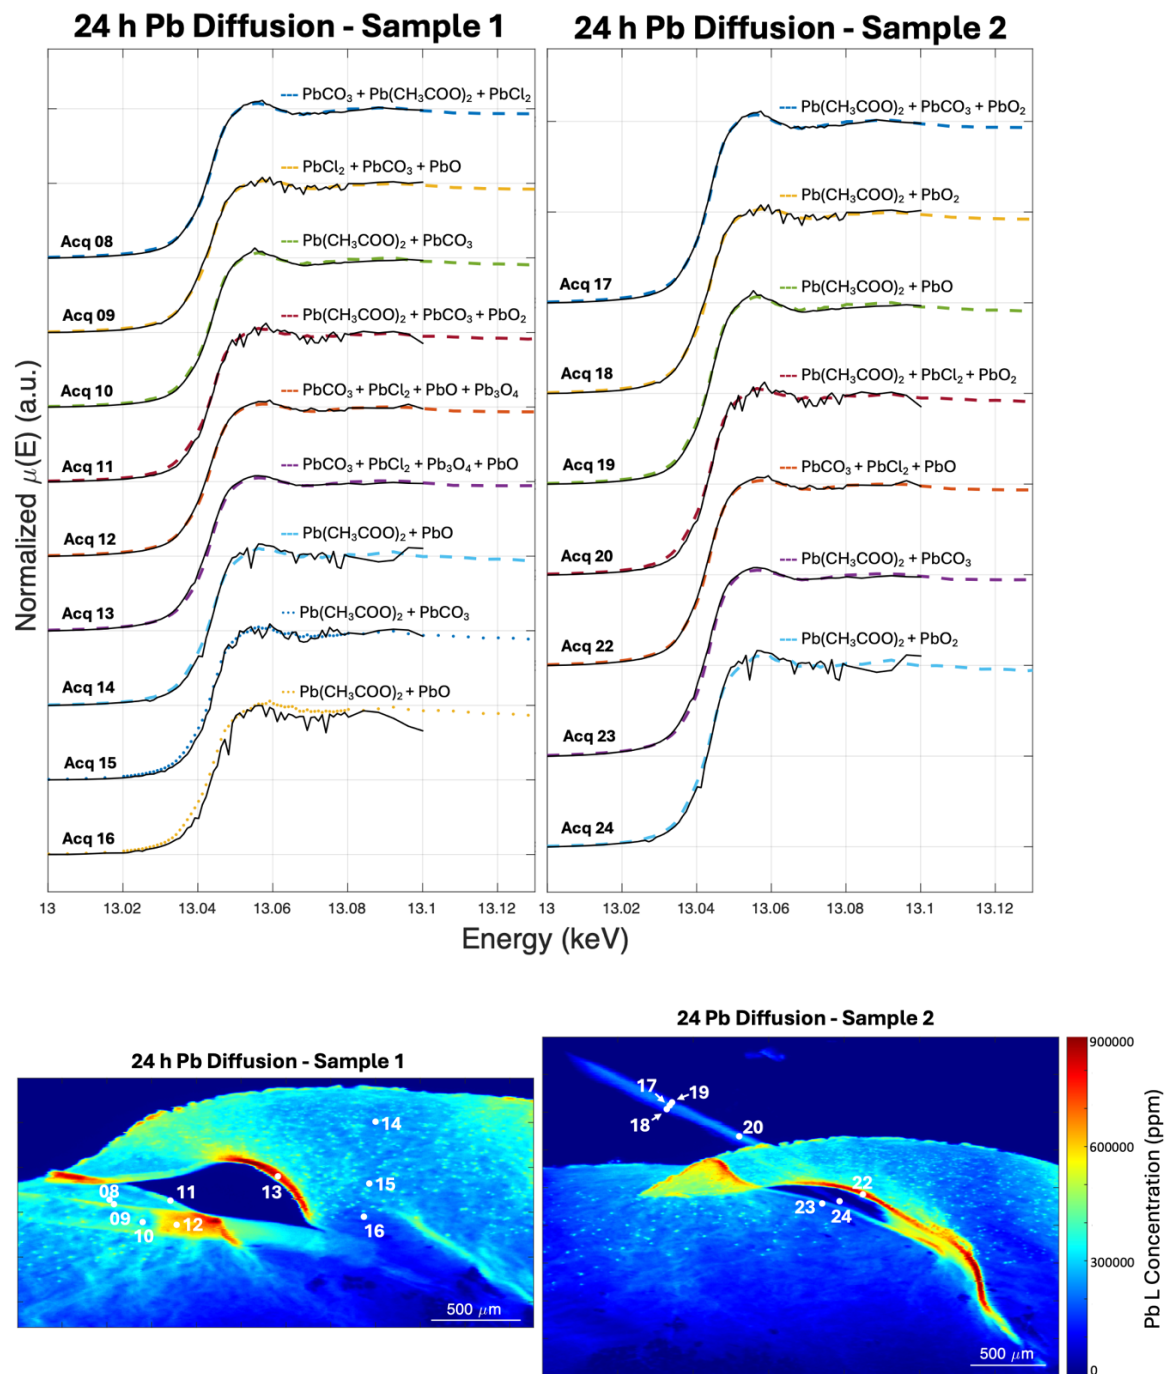 24 h Pb Diffusion - Sample 1
24 h Pb Diffusion - Sample 2
Normalized μ(E) (a.u.)
PbCO₃ + Pb(CH₃COO)₂ + PbCl₂
Acq 08
PbCl₂ + PbCO₃ + PbO
Acq 09
Pb(CH₃COO)₂ + PbCO₃
Acq 10
Pb(CH₃COO)₂ + PbCO₃ + PbO₂
Acq 11
PbCO₃ + PbCl₂ + PbO + Pb₃O₄
Acq 12
PbCO₃ + PbCl₂ + Pb₃O₄ + PbO
Acq 13
Pb(CH₃COO)₂ + PbO
Acq 14
Pb(CH₃COO)₂ + PbCO₃
Acq 15
Pb(CH₃COO)₂ + PbO
Acq 16
13 13.02 13.04 13.06 13.08 13.1 13.12
Pb(CH₃COO)₂ + PbCO₃ + PbO₂
Acq 17
Pb(CH₃COO)₂ + PbO₂
Acq 18
Pb(CH₃COO)₂ + PbO
Acq 19
Pb(CH₃COO)₂ + PbCl₂ + PbO₂
Acq 20
PbCO₃ + PbCl₂ + PbO
Acq 22
Pb(CH₃COO)₂ + PbCO₃
Acq 23
Pb(CH₃COO)₂ + PbO₂
Acq 24
13 13.02 13.04 13.06 13.08 13.1 13.12
Energy (keV)
24 h Pb Diffusion - Sample 1
14
08
11
13
15
09
10
12
16
500 μm
24 Pb Diffusion - Sample 2
17
19
18
20
22
23
24
500 μm
900000
600000
300000
0
Pb L Concentration (ppm)